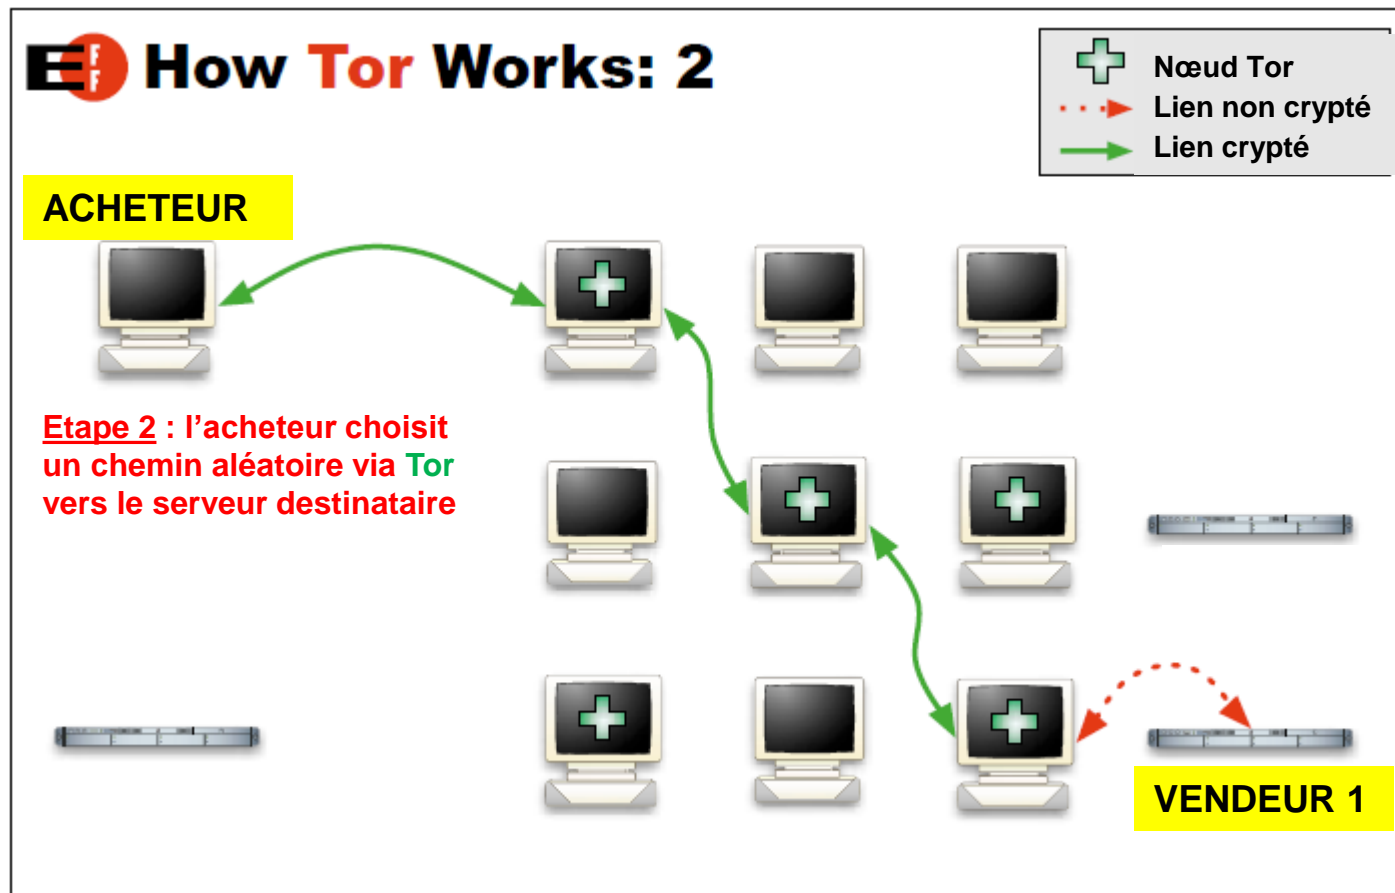 EFF How Tor Works: 2
Nœud Tor
Lien non crypté
Lien crypté
ACHETEUR
Etape 2 : l’acheteur choisit
un chemin aléatoire via Tor
vers le serveur destinataire
VENDEUR 1